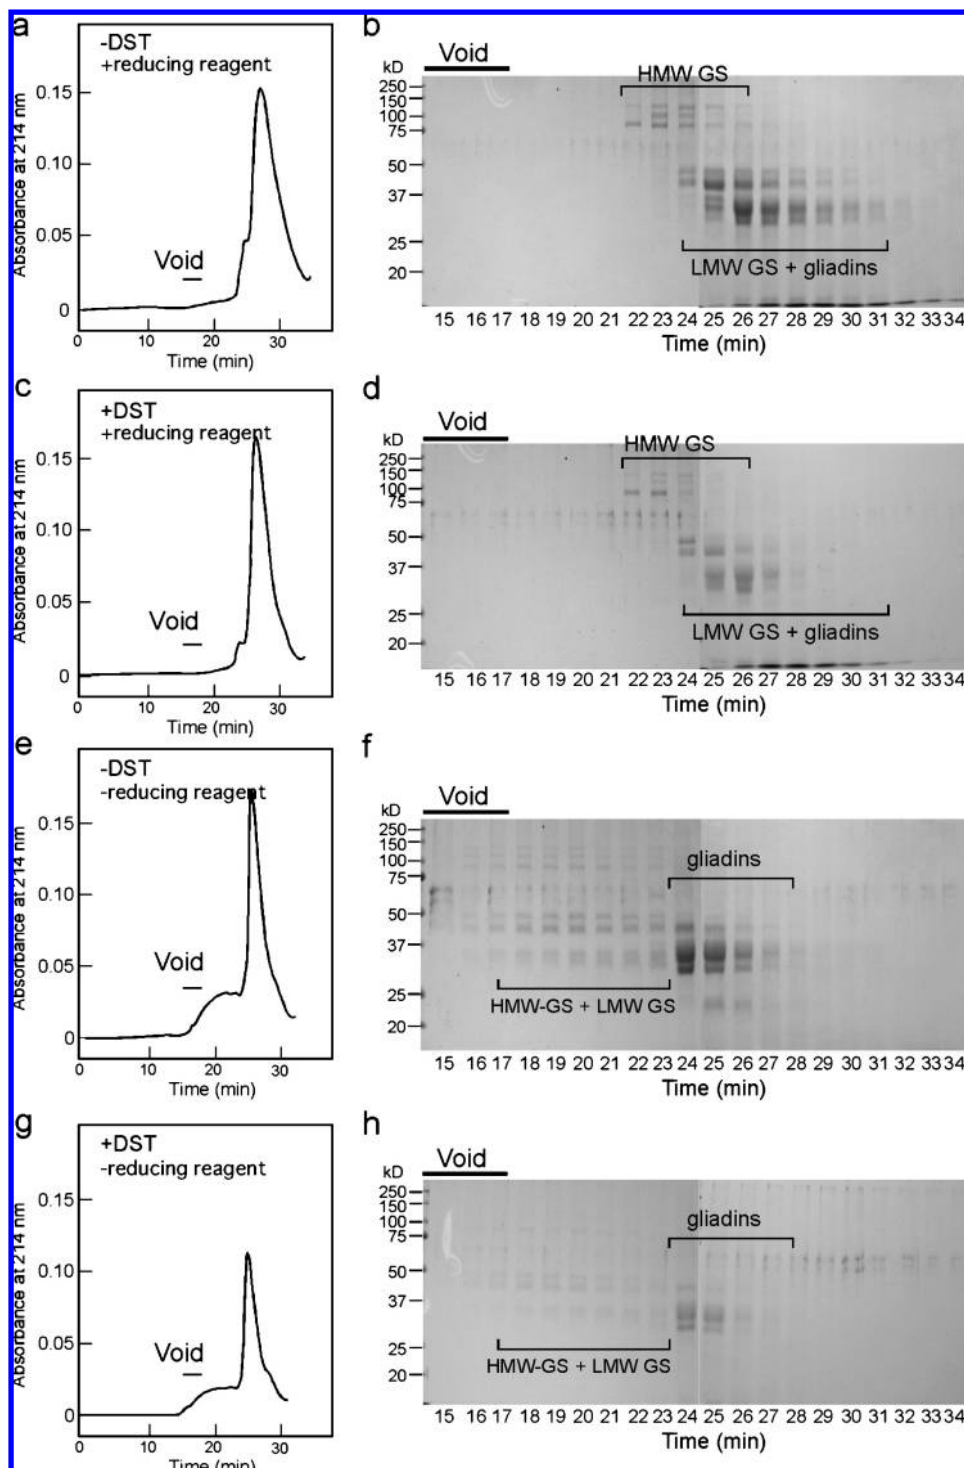 a
-DST
+reducing reagent
Absorbance at 214 nm
0.15
0.10
0.05
0
Void
0 10 20 30
Time (min)
b
Void
kD
HMW GS
250
150
100
75
50
37
25
20
LMW GS + gliadins
15 16 17 18 19 20 21 22 23 24 25 26 27 28 29 30 31 32 33 34
Time (min)
c
+DST
+reducing reagent
Absorbance at 214 nm
0.15
0.10
0.05
0
Void
0 10 20 30
Time (min)
d
Void
kD
HMW GS
250
150
100
75
50
37
25
20
LMW GS + gliadins
15 16 17 18 19 20 21 22 23 24 25 26 27 28 29 30 31 32 33 34
Time (min)
e
-DST
-reducing reagent
Absorbance at 214 nm
0.15
0.10
0.05
0
Void
0 10 20 30
Time (min)
f
Void
kD
gliadins
250
150
100
75
50
37
25
20
HMW-GS + LMW GS
15 16 17 18 19 20 21 22 23 24 25 26 27 28 29 30 31 32 33 34
Time (min)
g
+DST
-reducing reagent
Absorbance at 214 nm
0.15
0.10
0.05
0
Void
0 10 20 30
Time (min)
h
Void
kD
gliadins
250
150
100
75
50
37
25
20
HMW-GS + LMW GS
15 16 17 18 19 20 21 22 23 24 25 26 27 28 29 30 31 32 33 34
Time (min)